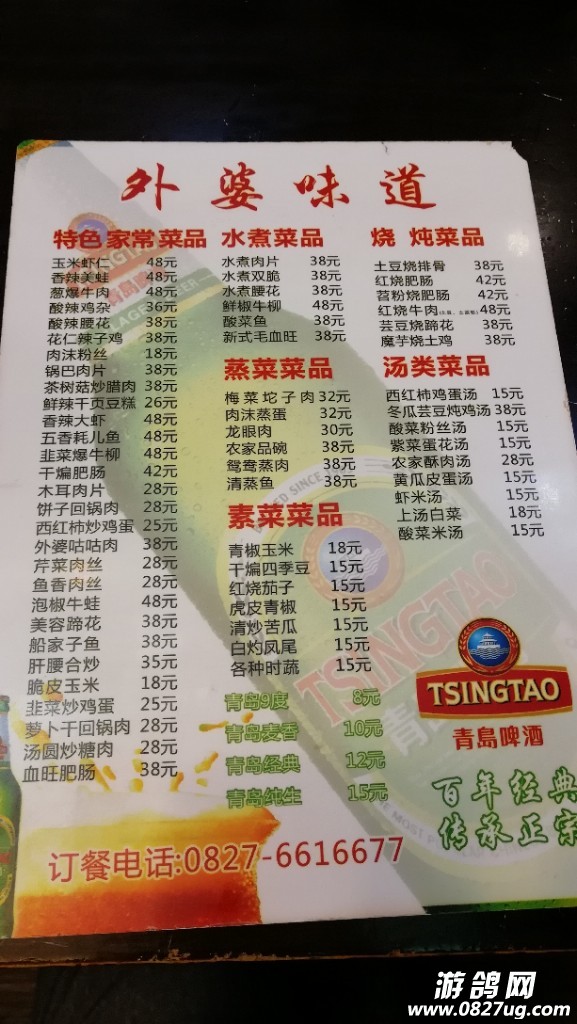 外婆味道
特色家常菜品
玉米虾仁 48元
香辣美蛙 48元
葱爆牛肉 48元
酸辣鸡杂 36元
酸辣腰花 38元
花仁辣子鸡 38元
肉沫粉丝 18元
锅巴肉片 38元
茶树菇炒腊肉 38元
鲜辣干页豆糕 26元
香辣大虾 48元
五香耗儿鱼 48元
韭菜爆牛柳 48元
干煸肥肠 42元
木耳肉片 28元
饼子回锅肉 28元
西红柿炒鸡蛋 25元
外婆咕咕肉 38元
芹菜肉丝 28元
鱼香肉丝 28元
泡椒牛蛙 48元
美容蹄花 38元
船家子鱼 38元
肝腰合炒 35元
脆皮玉米 18元
韭菜炒鸡蛋 25元
萝卜干回锅肉 28元
汤圆炒糖肉 28元
血旺肥肠 38元
水煮菜品
水煮肉片 38元
水煮双脆 38元
水煮腰花 38元
鲜椒牛柳 48元
酸菜鱼 38元
新式毛血旺 38元
蒸菜菜品
梅菜坨子肉 32元
肉沫蒸蛋 32元
龙眼肉 30元
农家品碗 38元
鸳鸯蒸肉 38元
清蒸鱼 38元
素菜菜品
青椒玉米 18元
干煸四季豆 15元
红烧茄子 15元
虎皮青椒 15元
清炒苦瓜 15元
白灼凤尾 15元
各种时蔬 15元
青岛9度 8元
青岛麦香 10元
青岛经典 12元
青岛纯生 15元
烧 炖菜品
土豆烧排骨 38元
红烧肥肠 42元
苕粉烧肥肠 42元
红烧牛肉 48元
芸豆烧蹄花 38元
魔芋烧土鸡 38元
汤类菜品
西红柿鸡蛋汤 15元
冬瓜芸豆炖鸡汤 38元
酸菜粉丝汤 15元
紫菜蛋花汤 15元
农家酥肉汤 28元
黄瓜皮蛋汤 15元
虾米汤 15元
上汤白菜 18元
酸菜米汤 15元
TSINGTAO
青島啤酒
百年经典
传承正宗
TSINGTAO
订餐电话:0827-6616677
游鸽网
www.0827ug.com